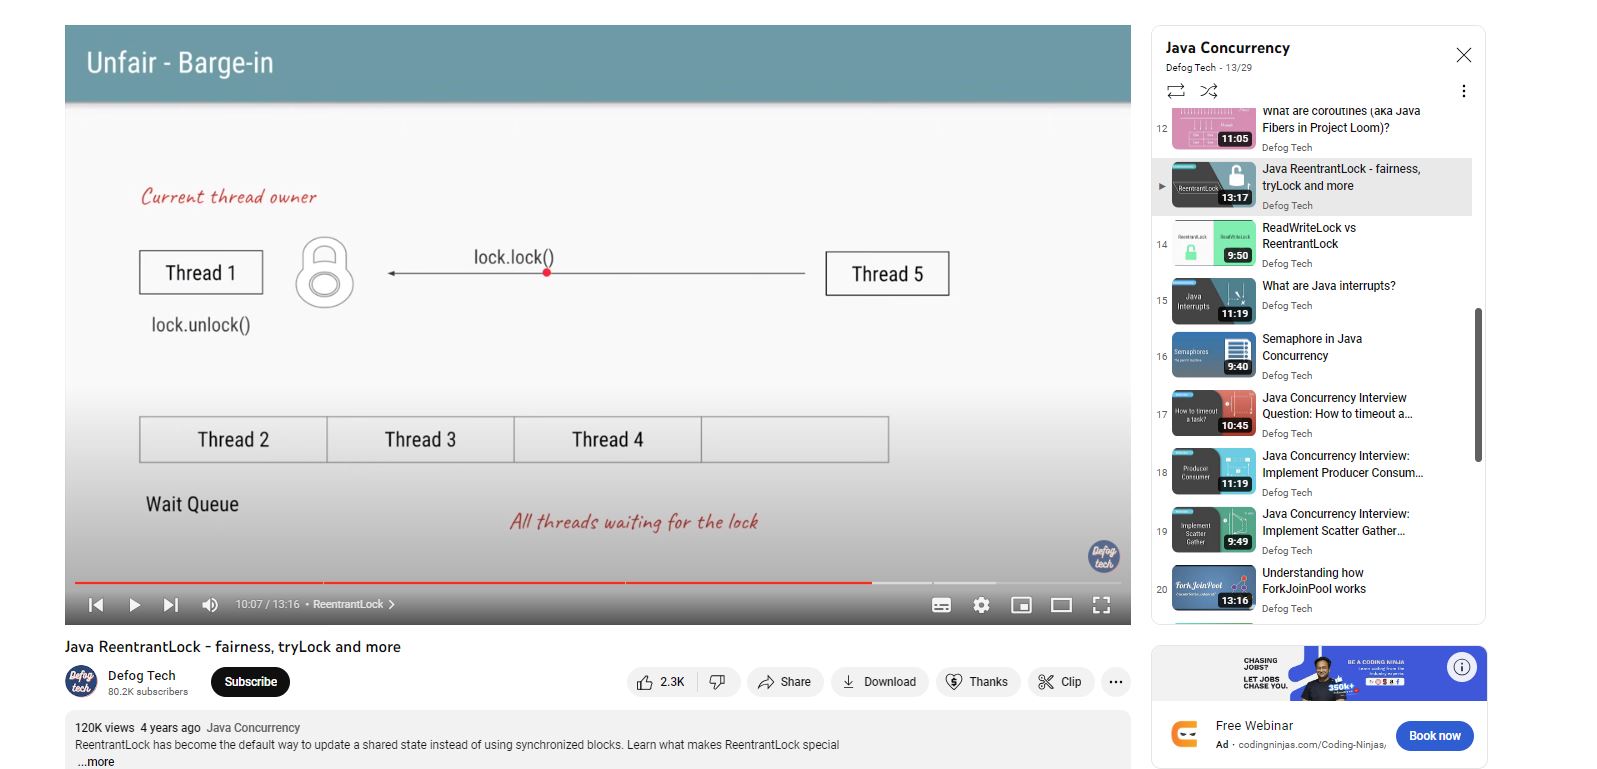 Unfair - Barge-in
Current thread owner
Thread 1
lock.lock()
Thread 5
lock.unlock()
Thread 2
Thread 3
Thread 4
Wait Queue
All threads waiting for the lock
Defog
tech
10:07 / 13:16 • ReentrantLock
Java ReentrantLock - fairness, tryLock and more
Defog
tech
Defog Tech
80.2K subscribers
Subscribe
2.3K
Share
Download
Thanks
Clip
120K views 4 years ago Java Concurrency
ReentrantLock has become the default way to update a shared state instead of using synchronized blocks. Learn what makes ReentrantLock special
...more
Java Concurrency
Defog Tech - 13/29
12
11:05
What are coroutines (aka Java
Fibers in Project Loom)?
Defog Tech
ReentrantLock
13:17
Java ReentrantLock - fairness,
tryLock and more
Defog Tech
14
ReentrantLock
ReadWriteLock
9:50
ReadWriteLock vs
ReentrantLock
Defog Tech
15
Java
Interrupts
11:19
What are Java interrupts?
Defog Tech
16
Semaphores
9:40
Semaphore in Java
Concurrency
Defog Tech
17
How to timeout
a task?
10:45
Java Concurrency Interview
Question: How to timeout a...
Defog Tech
18
Producer
Consumer
11:19
Java Concurrency Interview:
Implement Producer Consum...
Defog Tech
19
Implement
Scatter
Gather
9:49
Java Concurrency Interview:
Implement Scatter Gather...
Defog Tech
20
ForkJoinPool
13:16
Understanding how
ForkJoinPool works
Defog Tech
CHASING
JOBS?
LET JOBS
CHASE YOU.
350k+
BE A CODING NINJA
Learn coding from the
industry experts
Free Webinar
Ad · codingninjas.com/Coding-Ninjas/
Book now